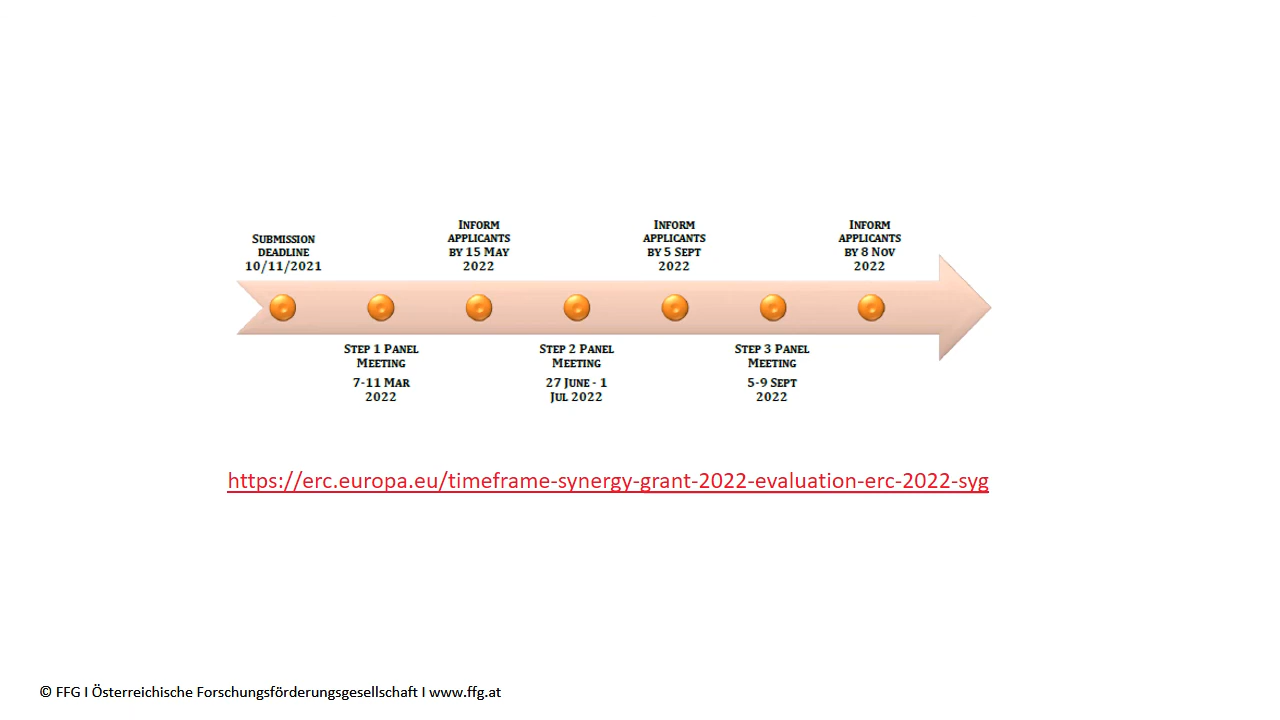 SUBMISSION
DEADLINE
10/11/2021
INFORM
APPLICANTS
BY 15 MAY
2022
INFORM
APPLICANTS
BY 5 SEPT
2022
INFORM
APPLICANTS
BY 8 NOV
2022
STEP 1 PANEL
MEETING
7-11 MAR
2022
STEP 2 PANEL
MEETING
27 JUNE - 1
JUL 2022
STEP 3 PANEL
MEETING
5-9 SEPT
2022
https://erc.europa.eu/timeframe-synergy-grant-2022-evaluation-erc-2022-syg
© FFG I Österreichische Forschungsförderungsgesellschaft I www.ffg.at